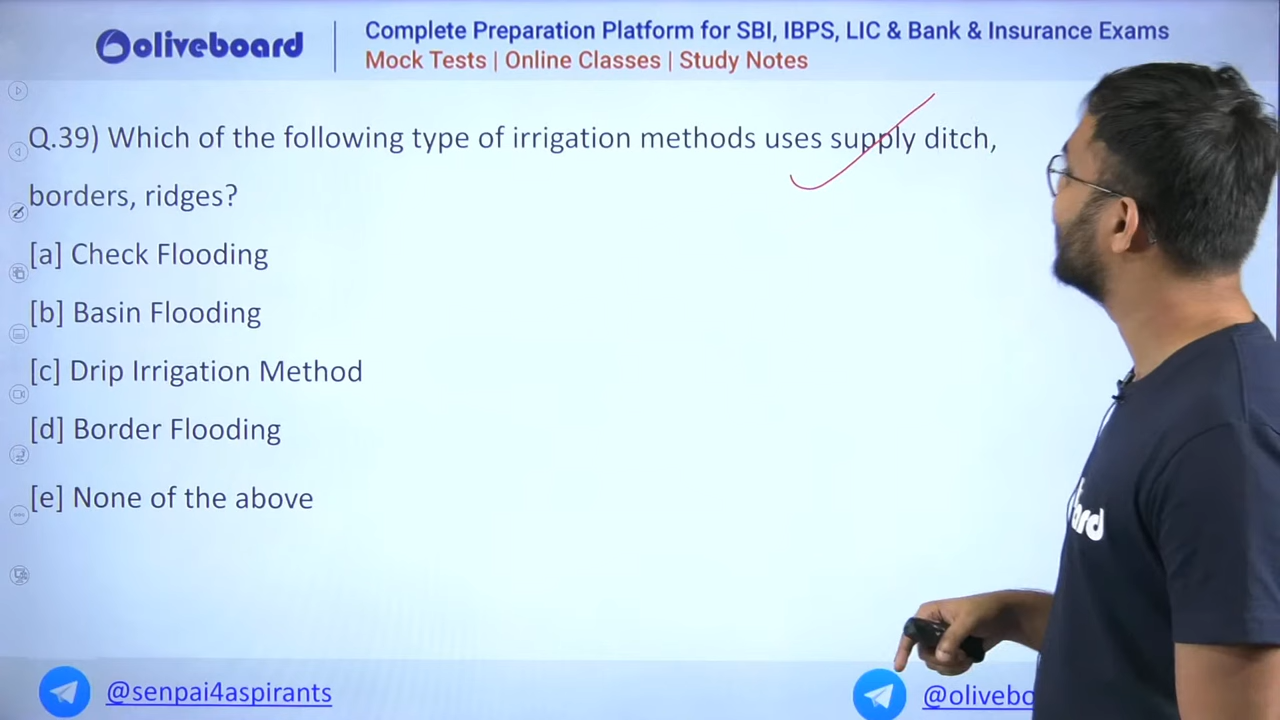 oliveboard
Complete Preparation Platform for SBI, IBPS, LIC & Bank & Insurance Exams
Mock Tests | Online Classes | Study Notes
Q.39) Which of the following type of irrigation methods uses supply ditch,
borders, ridges?
[a] Check Flooding
[b] Basin Flooding
[c] Drip Irrigation Method
[d] Border Flooding
[e] None of the above
@senpai4aspirants